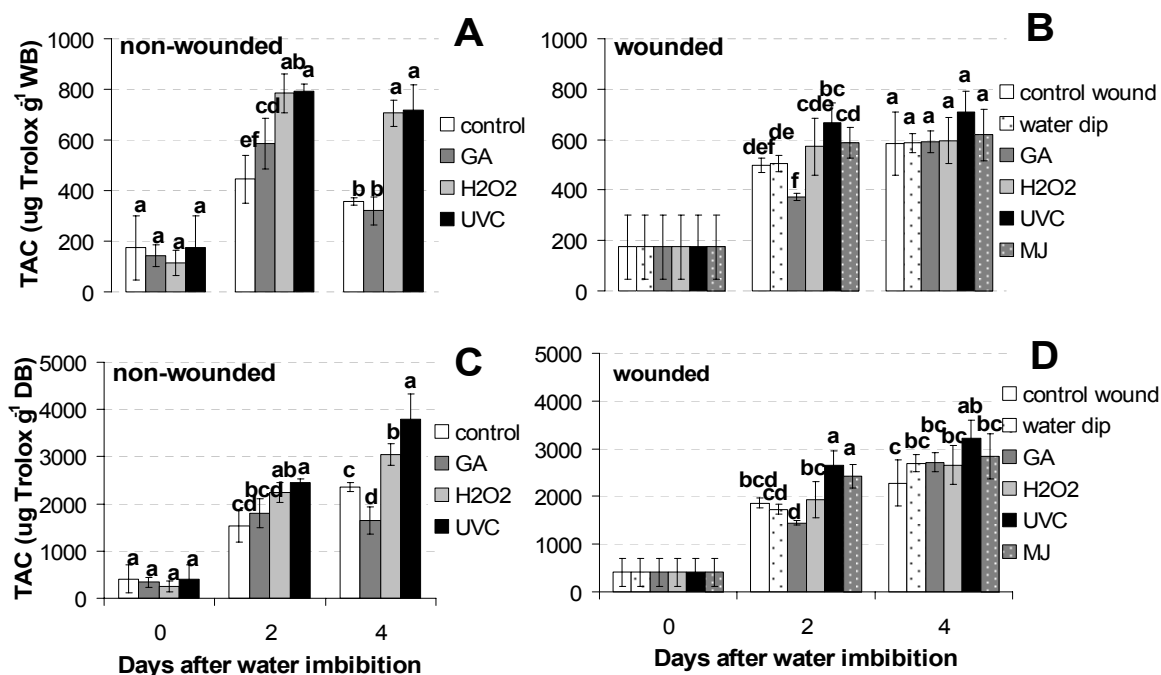 A
non-wounded
TAC (ug Trolox g-1 WB)
1000
800
600
400
200
0
a
a
a
a
ef
cd
ab
a
b
b
a
a
control
GA
H2O2
UVC
B
wounded
1000
800
600
400
200
0
def
de
f
cde
bc
cd
a
a
a
a
a
a
control wound
water dip
GA
H2O2
UVC
MJ
C
non-wounded
TAC (ug Trolox g-1 DB)
5000
4000
3000
2000
1000
0
a
a
a
a
cd
bcd
ab
a
c
d
b
a
control
GA
H2O2
UVC
0
2
4
Days after water imbibition
D
wounded
5000
4000
3000
2000
1000
0
bcd
cd
d
bc
a
a
c
bc
bc
bc
ab
bc
control wound
water dip
GA
H2O2
UVC
MJ
0
2
4
Days after water imbibition